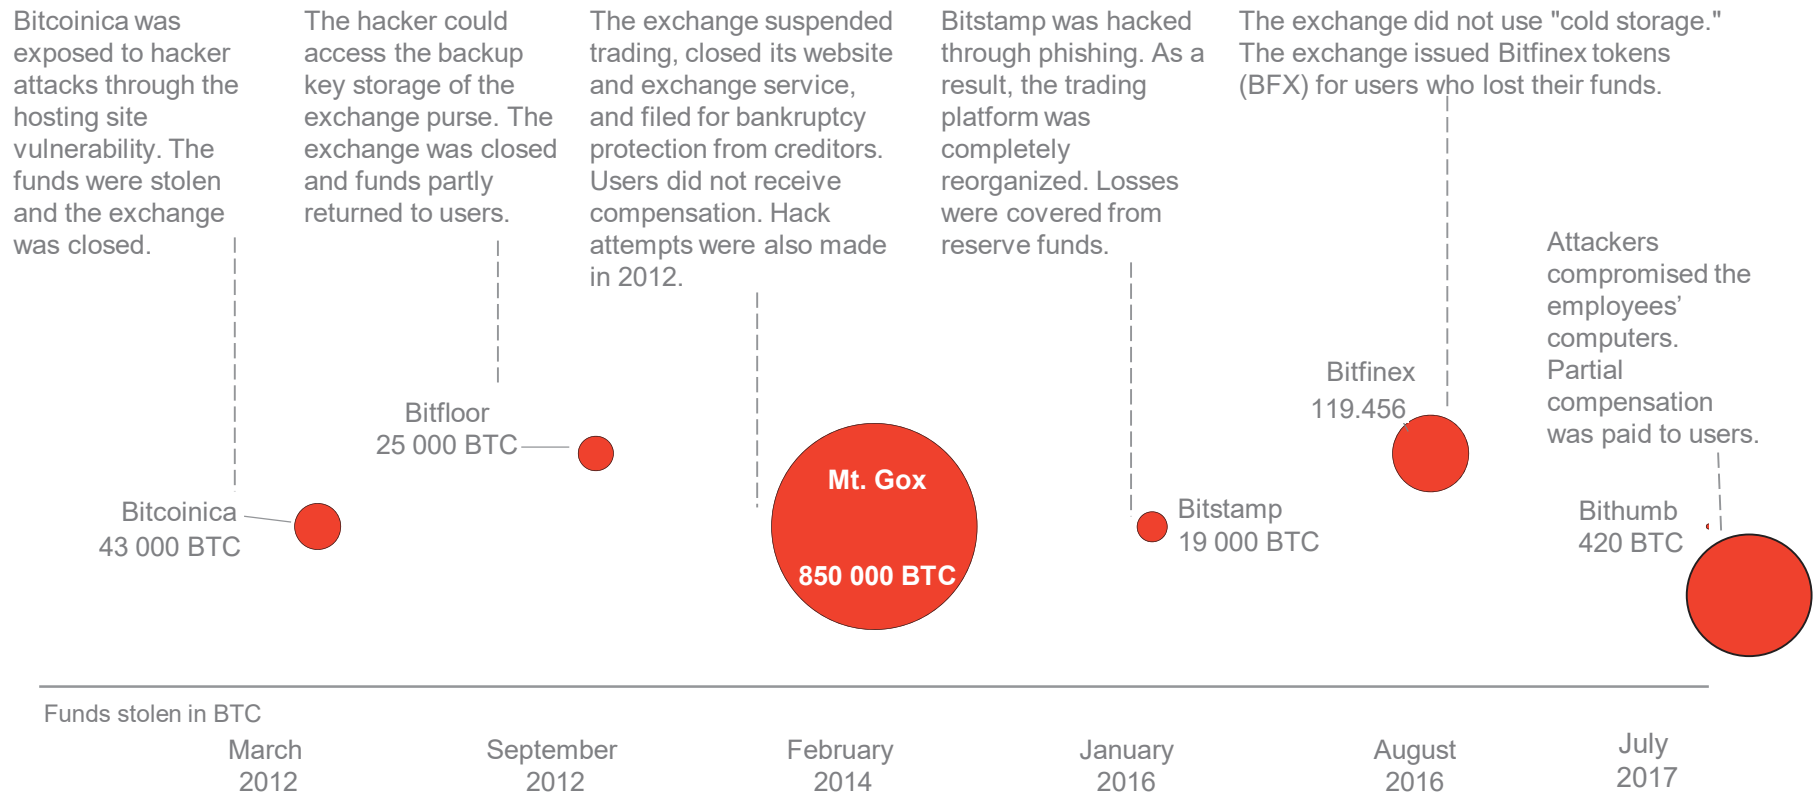 Bitcoinica was
exposed to hacker
attacks through the
hosting site
vulnerability. The
funds were stolen
and the exchange
was closed.
The hacker could
access the backup
key storage of the
exchange purse. The
exchange was closed
and funds partly
returned to users.
The exchange suspended
trading, closed its website
and exchange service,
and filed for bankruptcy
protection from creditors.
Users did not receive
compensation. Hack
attempts were also made
in 2012.
Bitstamp was hacked
through phishing. As a
result, the trading
platform was
completely
reorganized. Losses
were covered from
reserve funds.
The exchange did not use "cold storage."
The exchange issued Bitfinex tokens
(BFX) for users who lost their funds.
Attackers
compromised the
employees’
computers.
Partial
compensation
was paid to users.
Bitcoinica
43 000 BTC
Bitfloor
25 000 BTC
Mt. Gox
850 000 BTC
Bitstamp
19 000 BTC
Bitfinex
119.456
Bithumb
420 BTC
Funds stolen in BTC
March
2012
September
2012
February
2014
January
2016
August
2016
July
2017